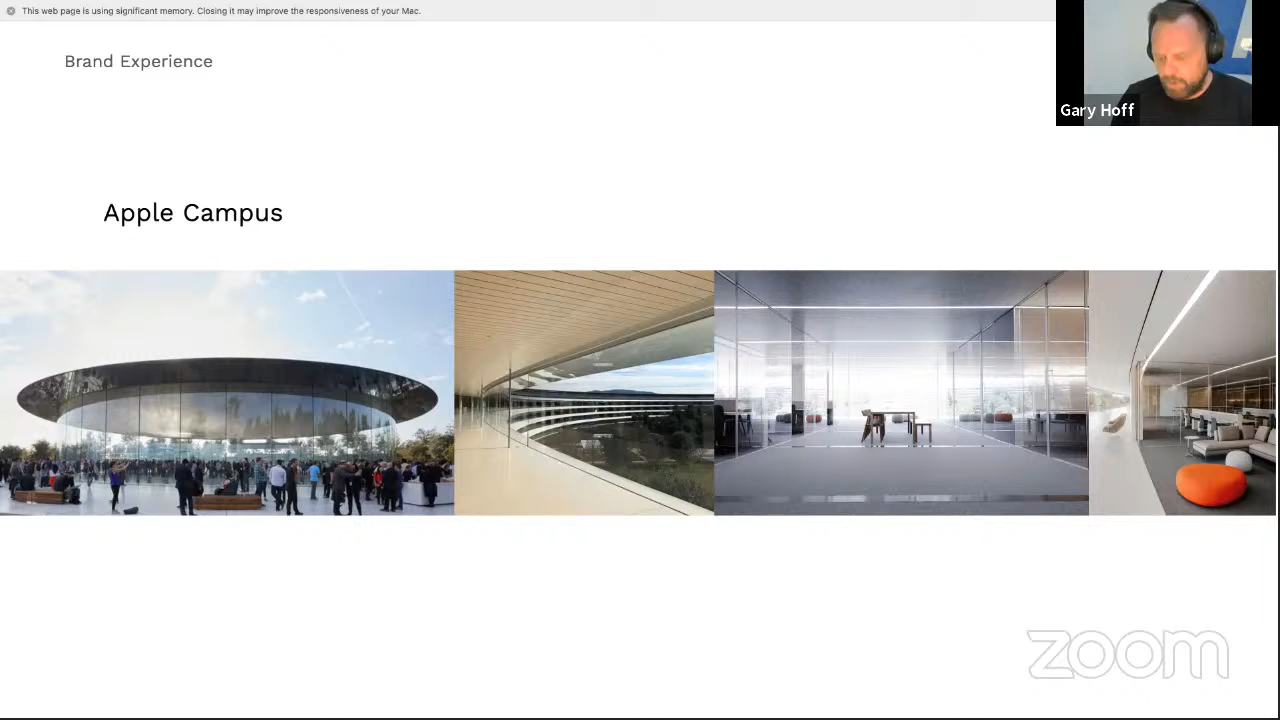 This web page is using significant memory. Closing it may improve the responsiveness of your Mac.
Brand Experience
Gary Hoff
Apple Campus
zoom